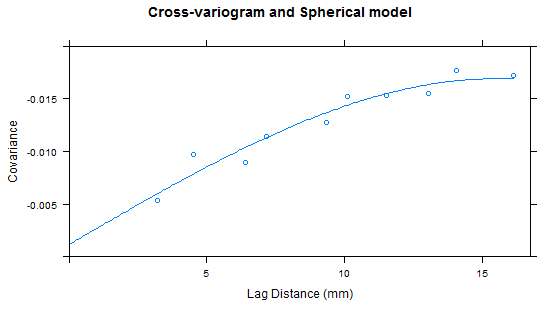 Cross-variogram and Spherical model
-0.015
-0.010
-0.005
Covariance
5
10
15
Lag Distance (mm)